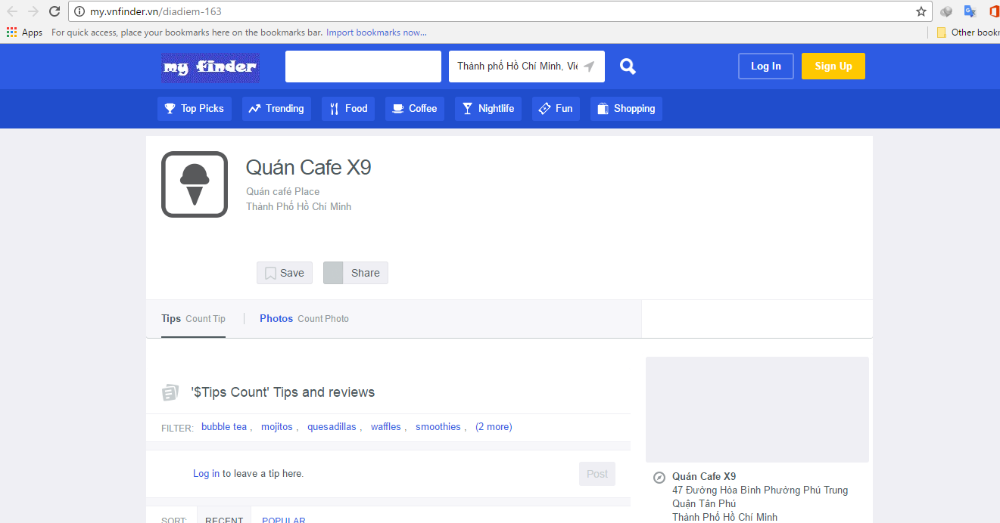 my.vnfinder.vn/diadiem-163
Apps For quick access, place your bookmarks here on the bookmarks bar. Import bookmarks now... Other bookr
my finder Thành phố Hồ Chí Minh, Việ Log In Sign Up
Top Picks Trending Food Coffee Nightlife Fun Shopping
Quán Cafe X9
Quán café Place
Thành Phố Hồ Chí Minh
Save Share
Tips Count Tip Photos Count Photo
'$Tips Count' Tips and reviews
FILTER: bubble tea , mojitos , quesadillas , waffles , smoothies , (2 more)
Log in to leave a tip here. Post
SORT: RECENT POPULAR
Quán Cafe X9
47 Đường Hòa Bình Phường Phú Trung
Quận Tân Phú
Thành Phố Hồ Chí Minh